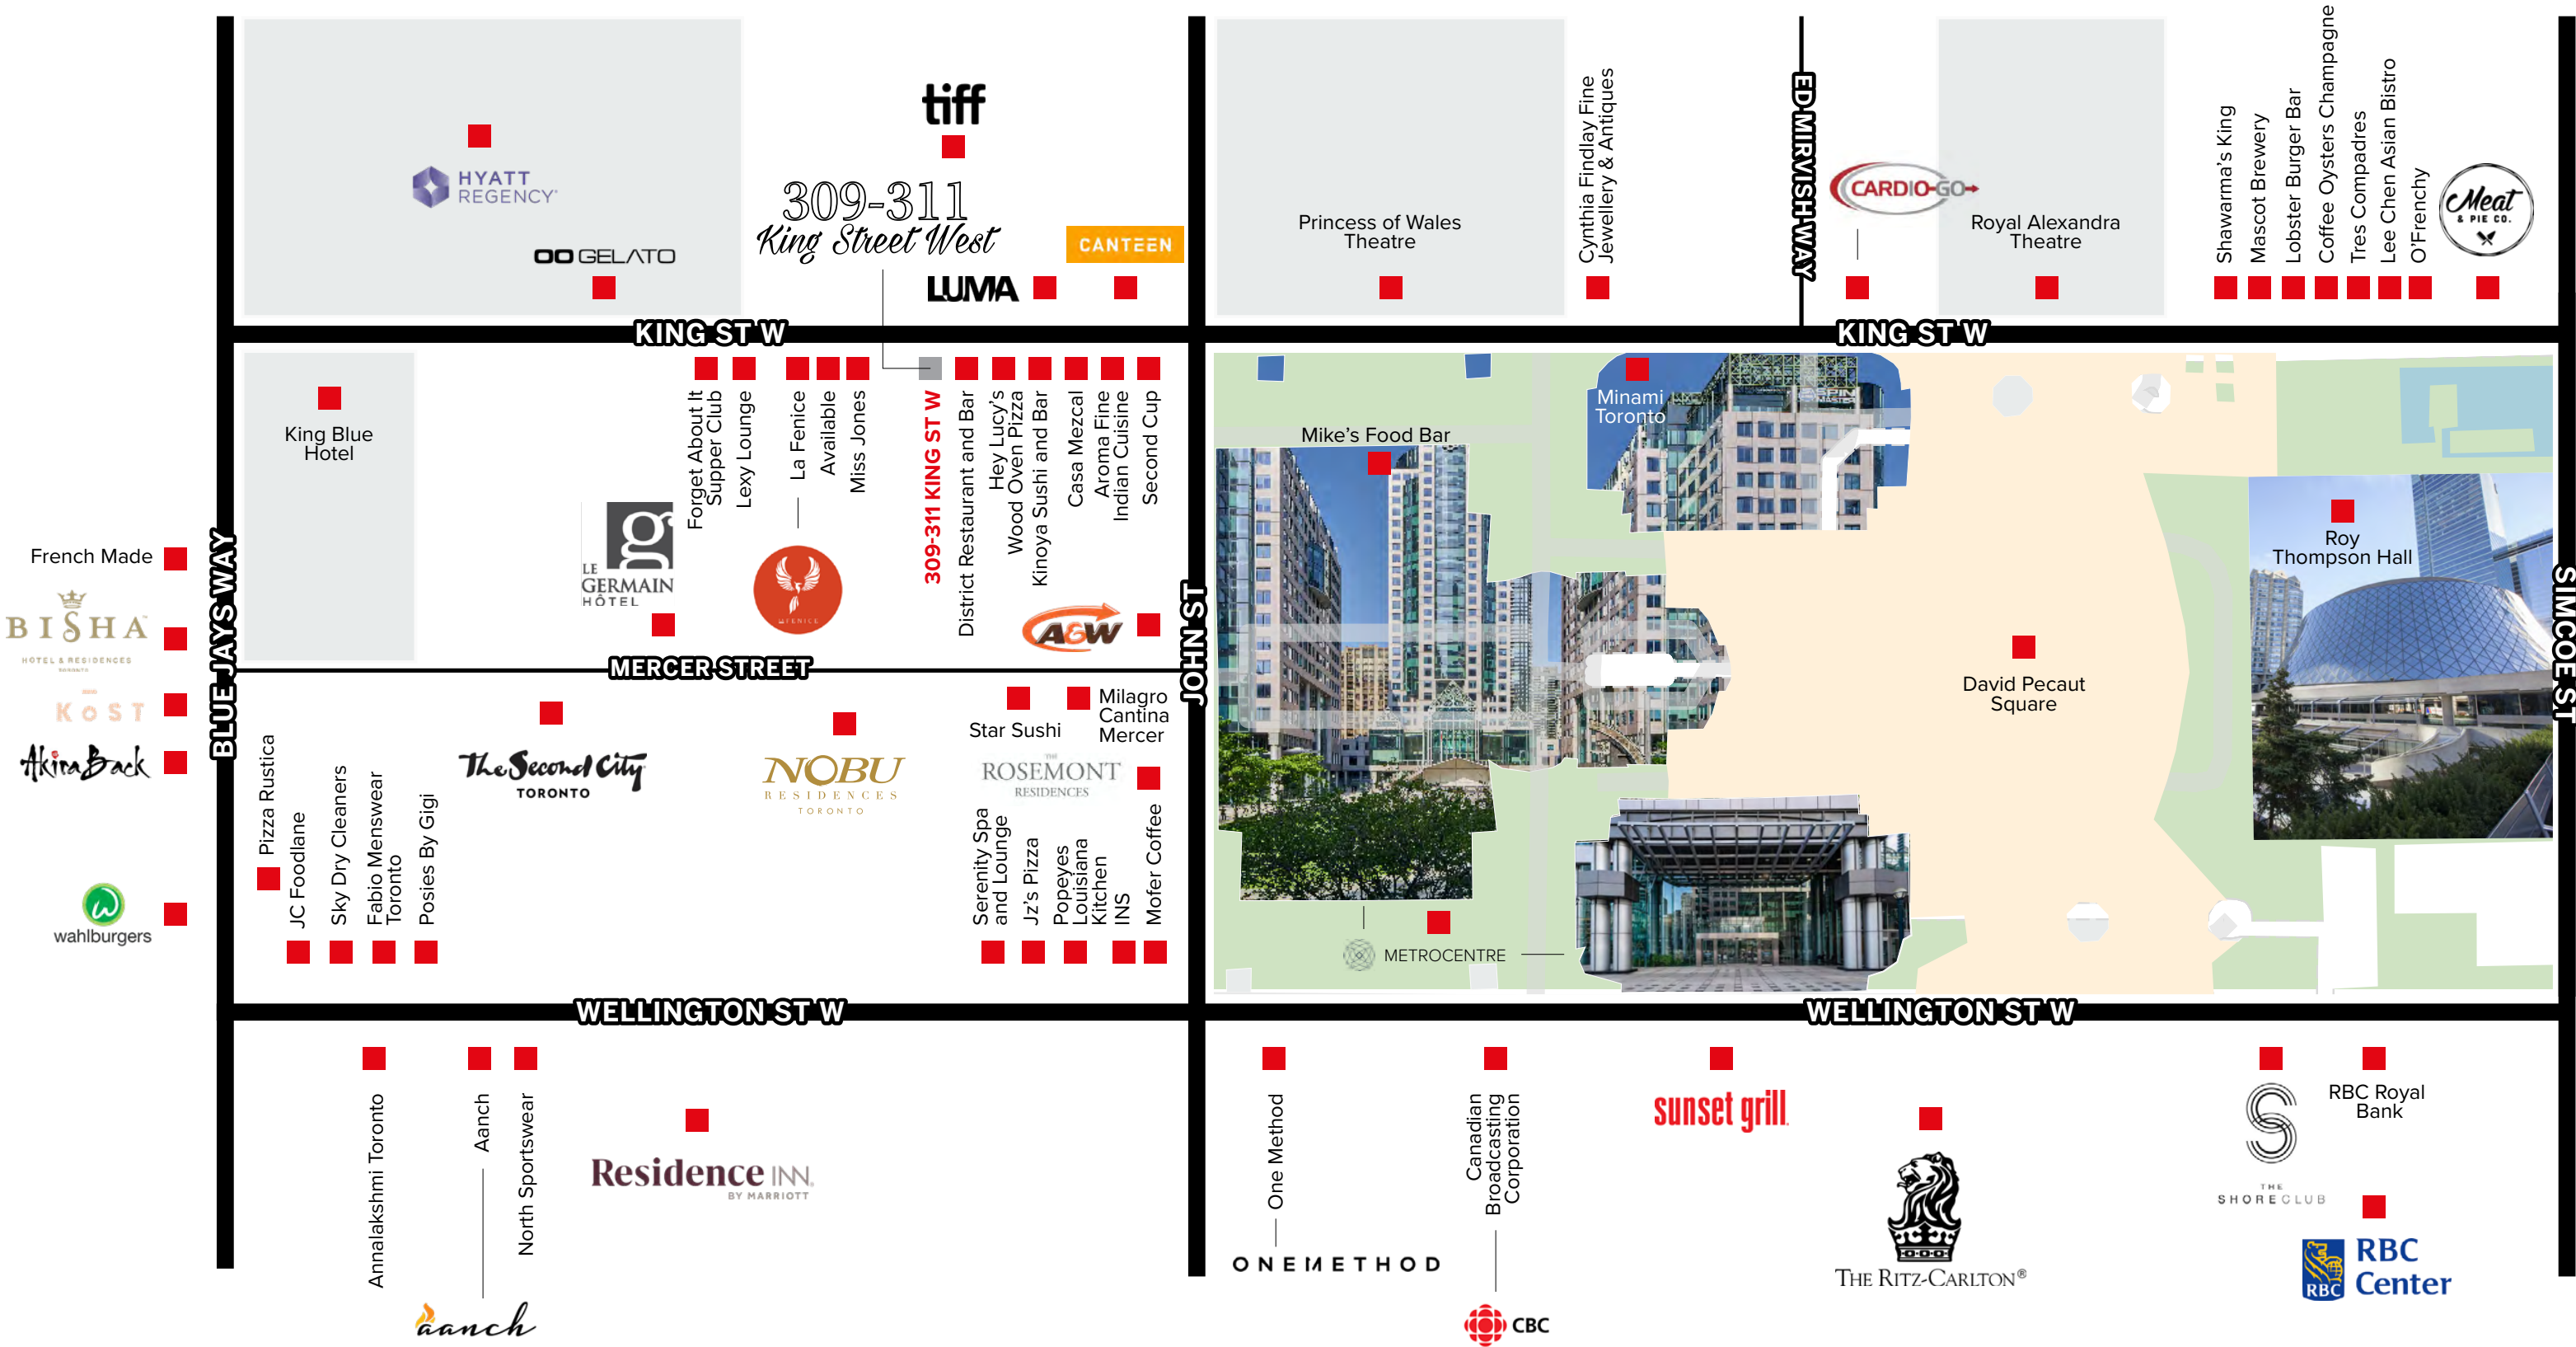 tiff
HYATT
REGENCY
GELATO
309-311
King Street West
LUMA
CANTEEN
Princess of Wales
Theatre
Cynthia Findlay Fine
Jewellery & Antiques
ED MIRVISH WAY
CARDIO-GO
Royal Alexandra
Theatre
Shawarma's King
Mascot Brewery
Lobster Burger Bar
Coffee Oysters Champagne
Tres Compadres
Lee Chen Asian Bistro
O'Frenchy
Meat
& PIE CO.
KING ST W
KING ST W
King Blue
Hotel
LE
GERMAIN
HÔTEL
Forget About It
Supper Club
Lexy Lounge
La Fenice
Available
Miss Jones
309-311 KING ST W
District Restaurant and Bar
Hey Lucy's
Wood Oven Pizza
Kinoya Sushi and Bar
Casa Mezcal
Aroma Fine
Indian Cuisine
Second Cup
A&W
Mike's Food Bar
Minami
Toronto
Roy
Thompson Hall
David Pecaut
Square
JOHN ST
SIMCOE ST
BLUE JAYS WAY
French Made
BISHA
HOTEL & RESIDENCES
TORONTO
KŌST
AkiraBack
wahlburgers
MERCER STREET
The Second City
TORONTO
NOBU
RESIDENCES
TORONTO
Star Sushi
Milagro
Cantina
Mercer
THE
ROSEMONT
RESIDENCES
Pizza Rustica
JC Foodlane
Sky Dry Cleaners
Fabio Menswear
Toronto
Posies By Gigi
Serenity Spa
and Lounge
Jz's Pizza
Popeyes
Louisiana
Kitchen
INS
Mofer Coffee
METROCENTRE
WELLINGTON ST W
WELLINGTON ST W
Annalakshmi Toronto
Aanch
aanch
North Sportswear
Residence INN
BY MARRIOTT
One Method
ONEMETHOD
Canadian
Broadcasting
Corporation
CBC
sunset grill
THE RITZ-CARLTON®
THE
SHORECLUB
RBC Royal
Bank
RBC
RBC
Center